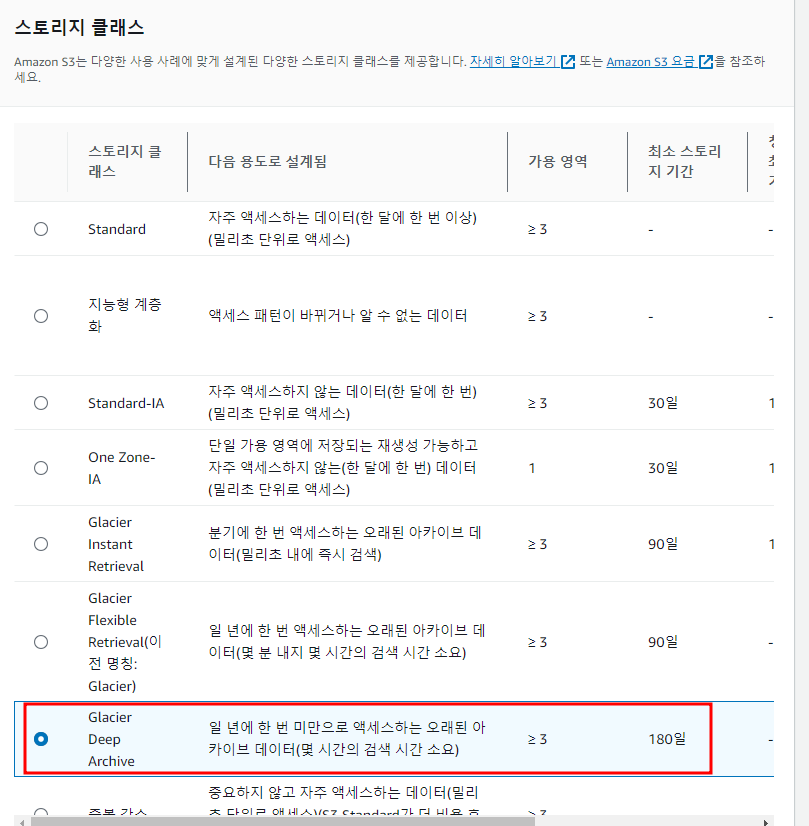 스토리지 클래스
Amazon S3는 다양한 사용 사례에 맞게 설계된 다양한 스토리지 클래스를 제공합니다. 자세히 알아보기 또는 Amazon S3 요금 을 참조하
세요.
스토리지 클
래스
다음 용도로 설계됨
가용 영역
최소 스토리
지 기간
Standard
자주 액세스하는 데이터(한 달에 한 번 이상)
(밀리초 단위로 액세스)
≥ 3
-
-
지능형 계층
화
액세스 패턴이 바뀌거나 알 수 없는 데이터
≥ 3
-
-
Standard-IA
자주 액세스하지 않는 데이터(한 달에 한 번)
(밀리초 단위로 액세스)
≥ 3
30일
1
One Zone-
IA
단일 가용 영역에 저장되는 재생성 가능하고
자주 액세스하지 않는(한 달에 한 번) 데이터
(밀리초 단위로 액세스)
1
30일
1
Glacier
Instant
Retrieval
분기에 한 번 액세스하는 오래된 아카이브 데
이터(밀리초 내에 즉시 검색)
≥ 3
90일
1
Glacier
Flexible
Retrieval(이
전 명칭:
Glacier)
일 년에 한 번 액세스하는 오래된 아카이브 데
이터(몇 분 내지 몇 시간의 검색 시간 소요)
≥ 3
90일
-
Glacier
Deep
Archive
일 년에 한 번 미만으로 액세스하는 오래된 아
카이브 데이터(몇 시간의 검색 시간 소요)
≥ 3
180일
-
중복 감소
중요하지 않고 자주 액세스하는 데이터(밀리
초 단위로 액세스)(S3 Standard가 더 비용 효
≥ 3